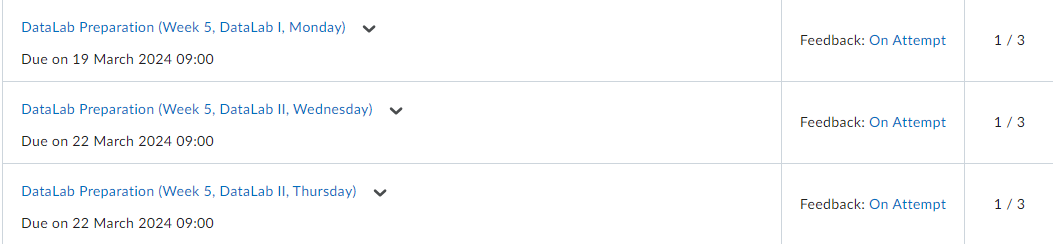 DataLab Preparation (Week 5, DataLab I, Monday)
Due on 19 March 2024 09:00
Feedback: On Attempt
1 / 3
DataLab Preparation (Week 5, DataLab II, Wednesday)
Due on 22 March 2024 09:00
Feedback: On Attempt
1 / 3
DataLab Preparation (Week 5, DataLab II, Thursday)
Due on 22 March 2024 09:00
Feedback: On Attempt
1 / 3